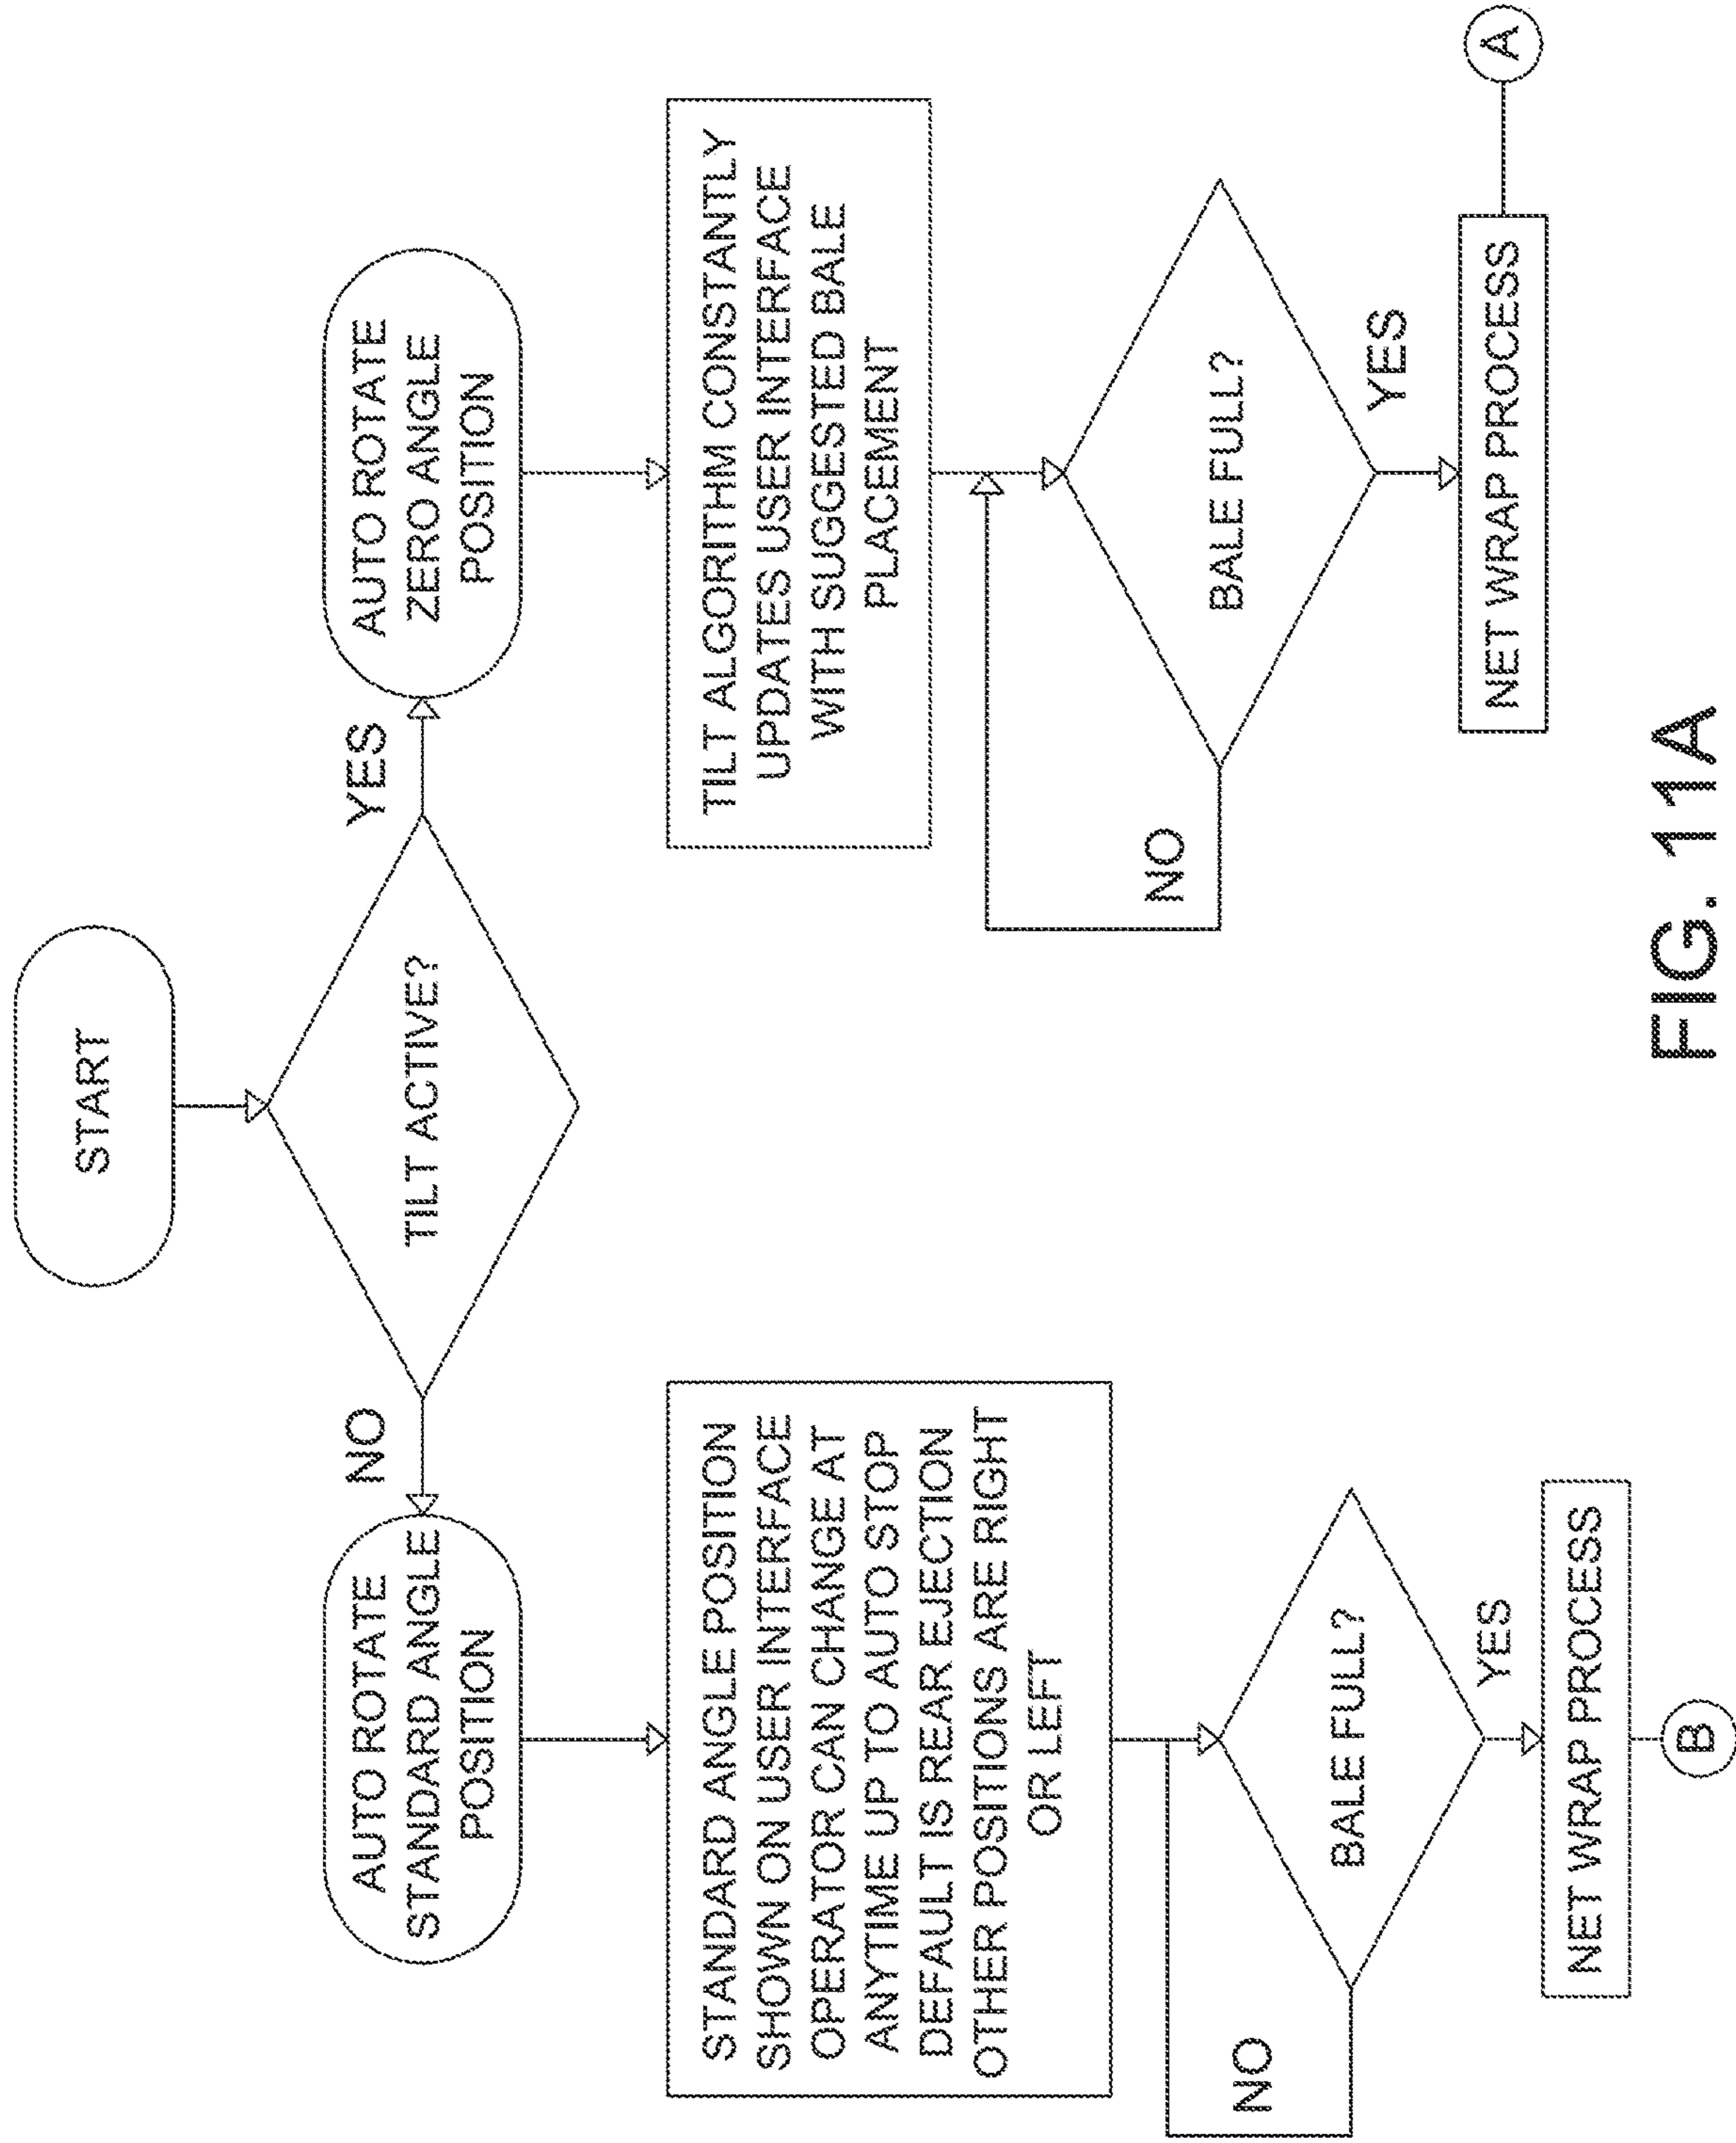 START
TILT ACTIVE?
NO
YES
AUTO ROTATE
STANDARD ANGLE
POSITION
AUTO ROTATE
ZERO ANGLE
POSITION
STANDARD ANGLE POSITION
SHOWN ON USER INTERFACE
OPERATOR CAN CHANGE AT
ANYTIME UP TO AUTO STOP
DEFAULT IS REAR EJECTION
OTHER POSITIONS ARE RIGHT
OR LEFT
TILT ALGORITHM CONSTANTLY
UPDATES USER INTERFACE
WITH SUGGESTED BALE
PLACEMENT
NO
BALE FULL?
YES
NET WRAP PROCESS
B
NO
BALE FULL?
YES
NET WRAP PROCESS
A
FIG. 11A